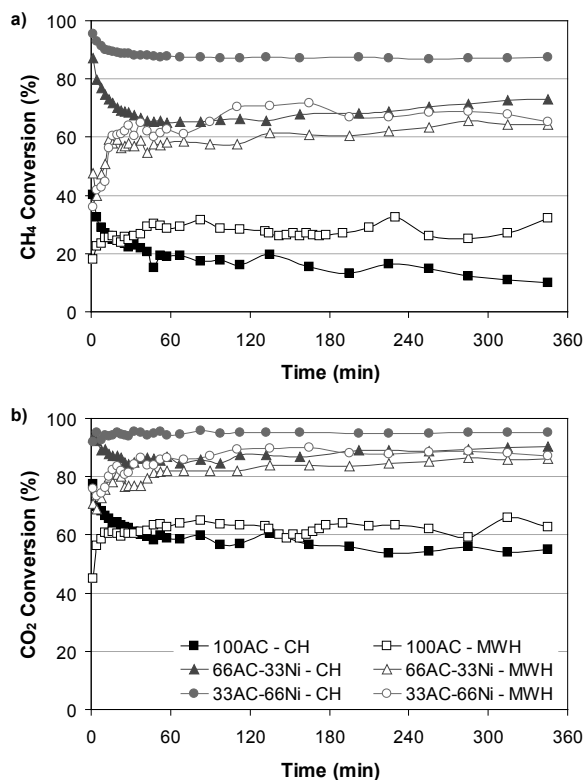 a)
100
80
60
40
20
0
CH₄ Conversion (%)
0 60 120 180 240 300 360
Time (min)
b)
100
80
60
40
20
0
CO₂ Conversion (%)
100AC - CH 100AC - MWH
66AC-33Ni - CH 66AC-33Ni - MWH
33AC-66Ni - CH 33AC-66Ni - MWH
0 60 120 180 240 300 360
Time (min)